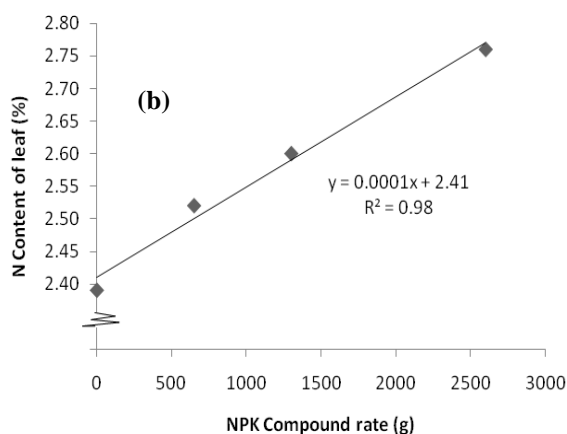 2.80
2.75
2.70
2.65
2.60
2.55
2.50
2.45
2.40
N Content of leaf (%)
(b)
y = 0.0001x + 2.41
R² = 0.98
0 500 1000 1500 2000 2500 3000
NPK Compound rate (g)